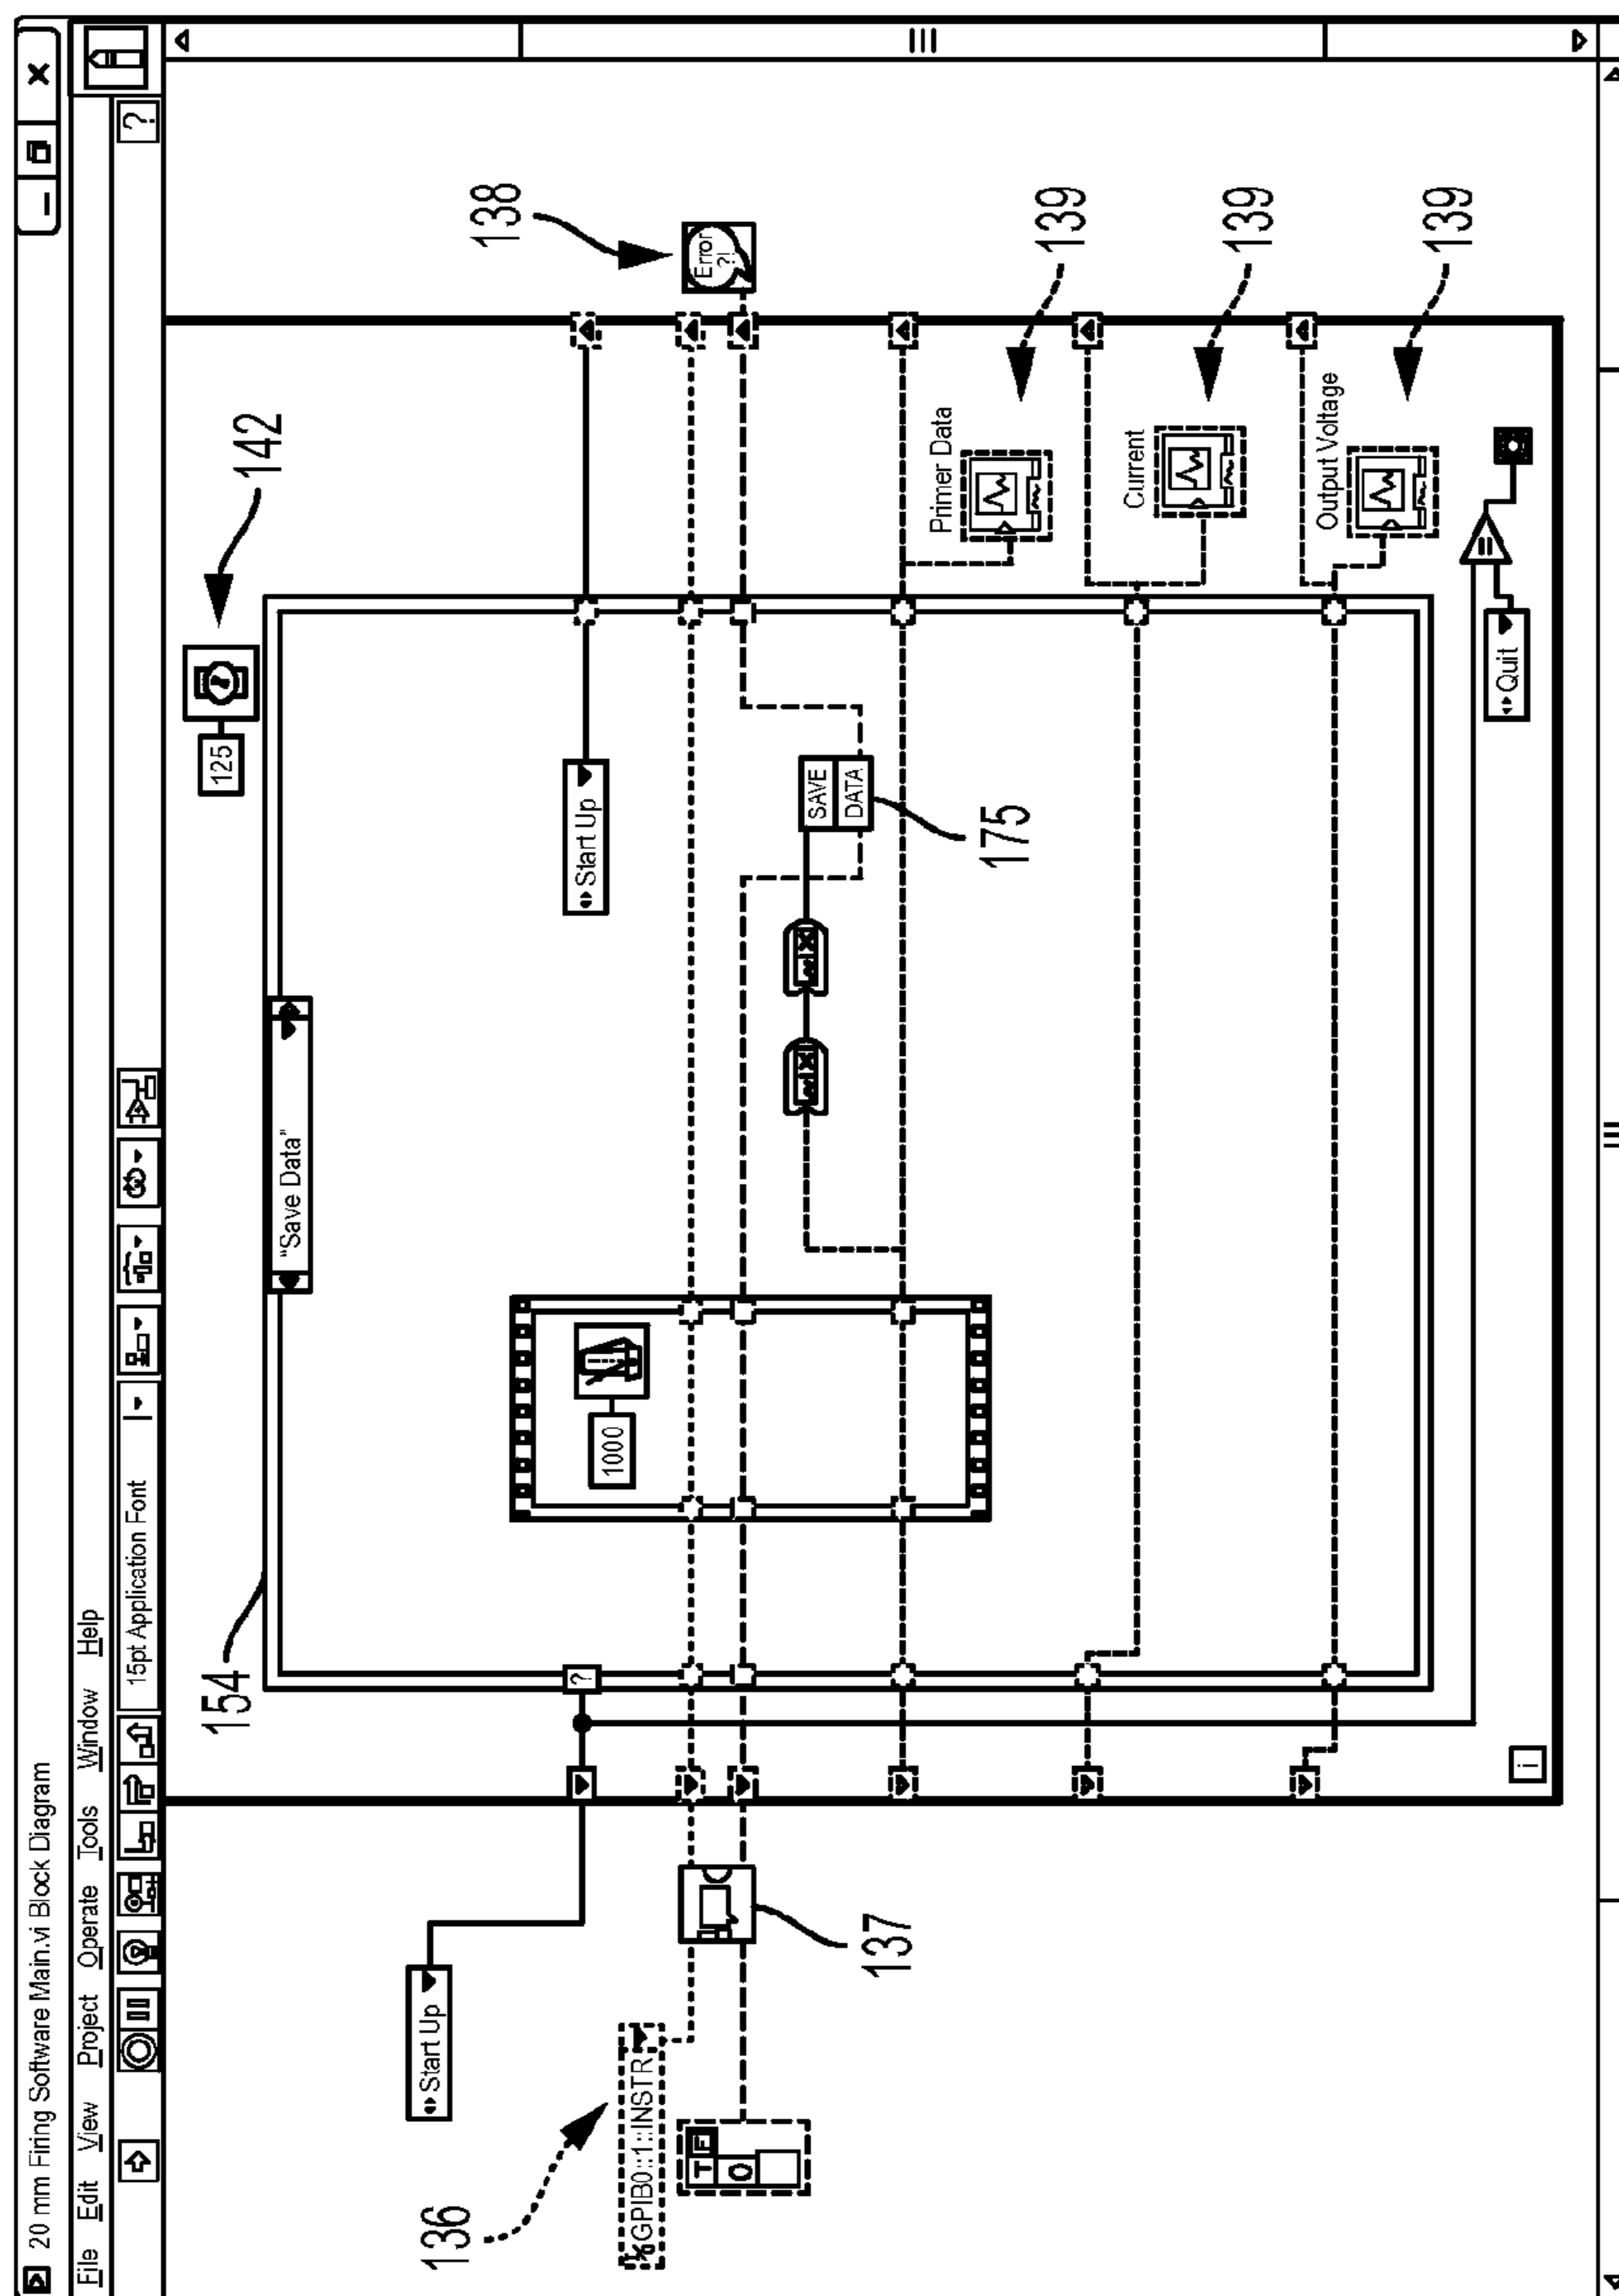 20 mm Firing Software Main.vi Block Diagram
File Edit View Project Operate Tools Window Help
15pt Application Font
?
142
125
154
"Save Data"
138
Error
?!
Start Up
Start Up
?
1000
136
GPIB0::1::INSTR
T F
0
137
SAVE
DATA
175
Primer Data
139
Current
139
Output Voltage
139
Quit
=
i